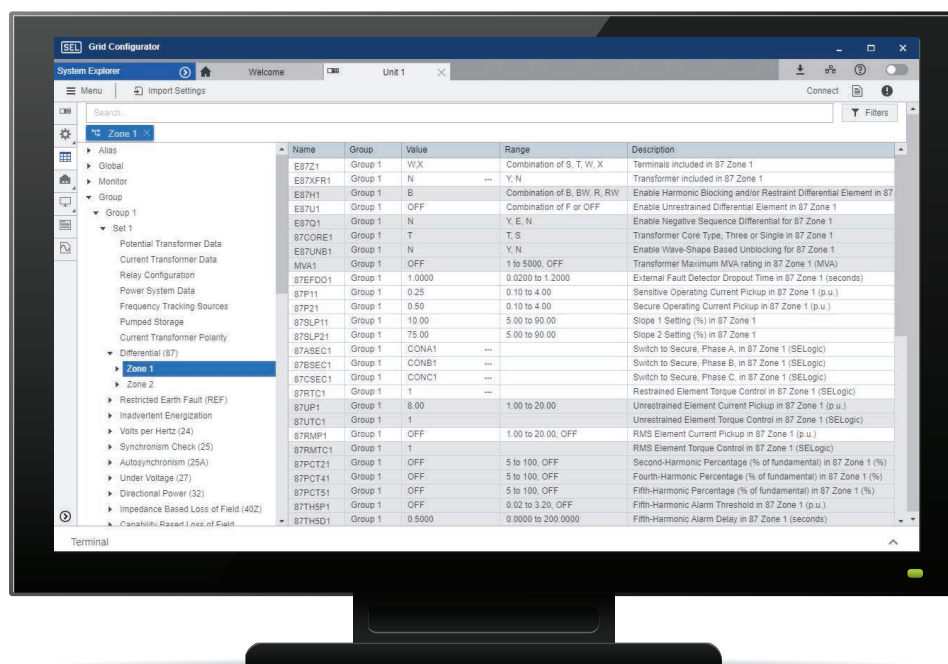 SEL Grid Configurator
System Explorer Welcome Unit 1
Menu Import Settings Connect
Search... Filters
Zone 1
Alias
Global
Monitor
Group
Group 1
Set 1
Potential Transformer Data
Current Transformer Data
Relay Configuration
Power System Data
Frequency Tracking Sources
Pumped Storage
Current Transformer Polarity
Differential (87)
Zone 1
Zone 2
Restricted Earth Fault (REF)
Inadvertent Energization
Volts per Hertz (24)
Synchronism Check (25)
Autosynchronism (25A)
Under Voltage (27)
Directional Power (32)
Impedance Based Loss of Field (40Z)
Capability Based Loss of Field
Name Group Value Range Description
E87Z1 Group 1 W,X Combination of S, T, W, X Terminals included in 87 Zone 1
E87XFR1 Group 1 N ... Y, N Transformer included in 87 Zone 1
E87H1 Group 1 B Combination of B, BW, R, RW Enable Harmonic Blocking and/or Restraint Differential Element in 87
E87U1 Group 1 OFF Combination of F or OFF Enable Unrestrained Differential Element in 87 Zone 1
E87Q1 Group 1 N Y, E, N Enable Negative Sequence Differential for 87 Zone 1
87CORE1 Group 1 T T, S Transformer Core Type, Three or Single in 87 Zone 1
E87UNB1 Group 1 N Y, N Enable Wave-Shape Based Unblocking for 87 Zone 1
MVA1 Group 1 OFF 1 to 5000, OFF Transformer Maximum MVA rating in 87 Zone 1 (MVA)
87EFDO1 Group 1 1.0000 0.0200 to 1.2000 External Fault Detector Dropout Time in 87 Zone 1 (seconds)
87P11 Group 1 0.25 0.10 to 4.00 Sensitive Operating Current Pickup in 87 Zone 1 (p.u.)
87P21 Group 1 0.50 0.10 to 4.00 Secure Operating Current Pickup in 87 Zone 1 (p.u.)
87SLP11 Group 1 10.00 5.00 to 90.00 Slope 1 Setting (%) in 87 Zone 1
87SLP21 Group 1 75.00 5.00 to 90.00 Slope 2 Setting (%) in 87 Zone 1
87ASEC1 Group 1 CONA1 ... Switch to Secure, Phase A, in 87 Zone 1 (SELogic)
87BSEC1 Group 1 CONB1 ... Switch to Secure, Phase B, in 87 Zone 1 (SELogic)
87CSEC1 Group 1 CONC1 ... Switch to Secure, Phase C, in 87 Zone 1 (SELogic)
87RTC1 Group 1 1 ... Restrained Element Torque Control in 87 Zone 1 (SELogic)
87UP1 Group 1 8.00 1.00 to 20.00 Unrestrained Element Current Pickup in 87 Zone 1 (p.u.)
87UTC1 Group 1 1 Unrestrained Element Torque Control in 87 Zone 1 (SELogic)
87RMP1 Group 1 OFF 1.00 to 20.00, OFF RMS Element Current Pickup in 87 Zone 1 (p.u.)
87RMTC1 Group 1 1 RMS Element Torque Control in 87 Zone 1 (SELogic)
87PCT21 Group 1 OFF 5 to 100, OFF Second-Harmonic Percentage (% of fundamental) in 87 Zone 1 (%)
87PCT41 Group 1 OFF 5 to 100, OFF Fourth-Harmonic Percentage (% of fundamental) in 87 Zone 1 (%)
87PCT51 Group 1 OFF 5 to 100, OFF Fifth-Harmonic Percentage (% of fundamental) in 87 Zone 1 (%)
87TH5P1 Group 1 OFF 0.02 to 3.20, OFF Fifth-Harmonic Alarm Threshold in 87 Zone 1 (p.u.)
87TH5D1 Group 1 0.5000 0.0000 to 200.0000 Fifth-Harmonic Alarm Delay in 87 Zone 1 (seconds)
Terminal